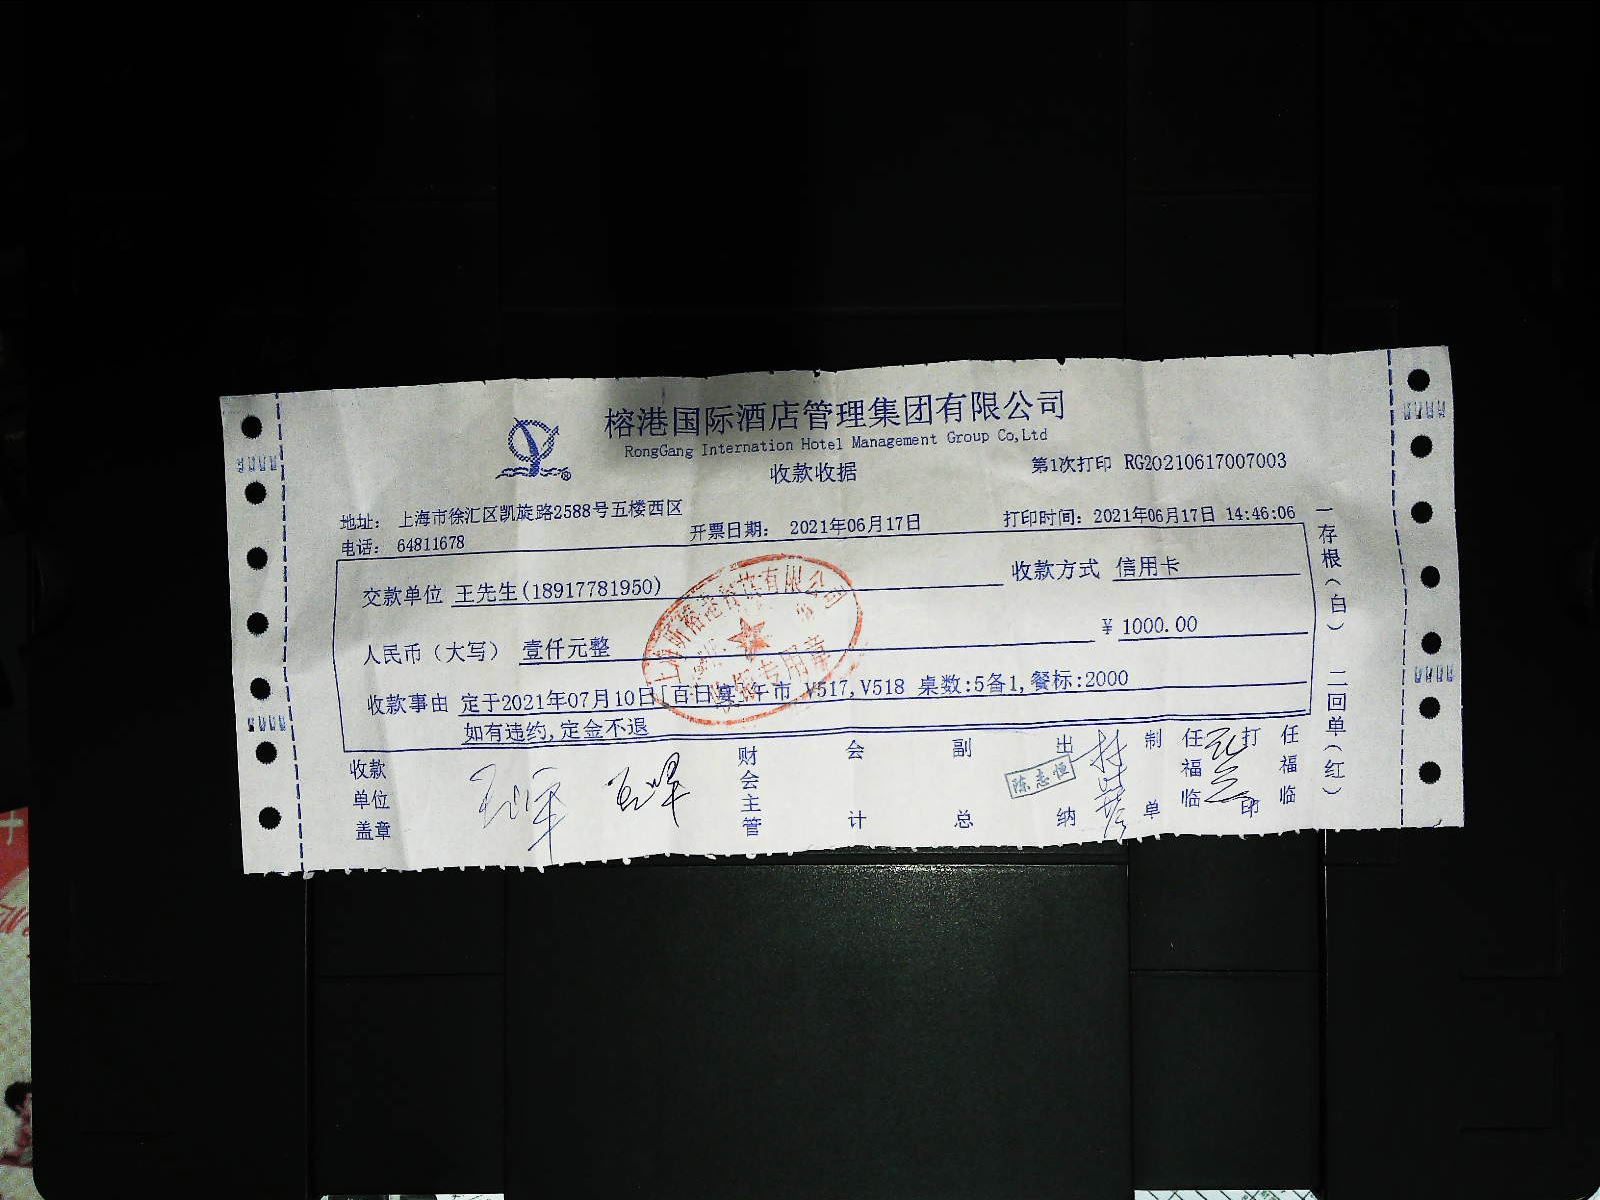 榕港国际酒店管理集团有限公司
RongGang Internation Hotel Management Group Co,Ltd
收款收据
第1次打印 RG20210617007003
地址： 上海市徐汇区凯旋路2588号五楼西区
电话： 64811678
开票日期： 2021年06月17日
打印时间：2021年06月17日 14:46:06
交款单位 王先生(18917781950)
收款方式 信用卡
人民币（大写） 壹仟元整
￥ 1000.00
收款事由 定于2021年07月10日「百日宴 午市 V517,V518 桌数:5备1,餐标:2000
如有违约,定金不退
收款单位盖章
财会主管
会计
副总
出纳
陈志恒
制单
任福临
打印
任福临
一存根（白） 二回单（红）
专用章